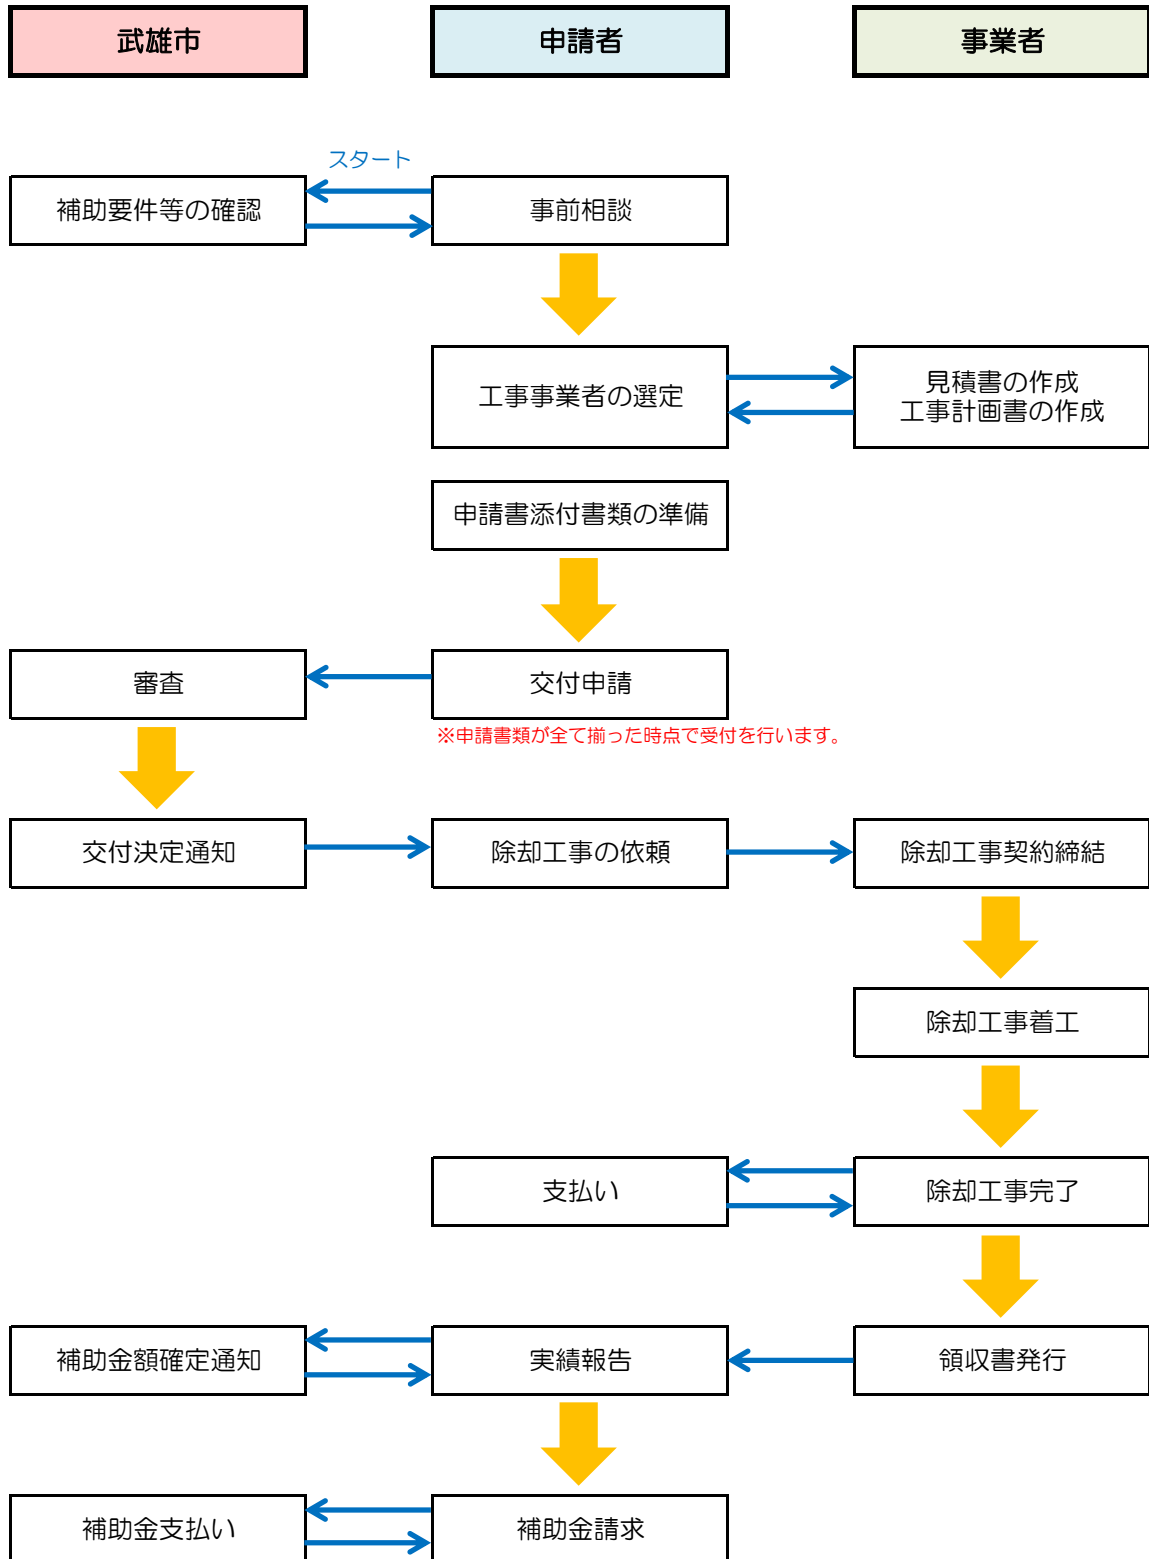 武雄市
申請者
事業者
スタート
補助要件等の確認
事前相談
工事事業者の選定
見積書の作成
工事計画書の作成
申請書添付書類の準備
審査
交付申請
※申請書類が全て揃った時点で受付を行います。
交付決定通知
除却工事の依頼
除却工事契約締結
除却工事着工
支払い
除却工事完了
補助金額確定通知
実績報告
領収書発行
補助金支払い
補助金請求